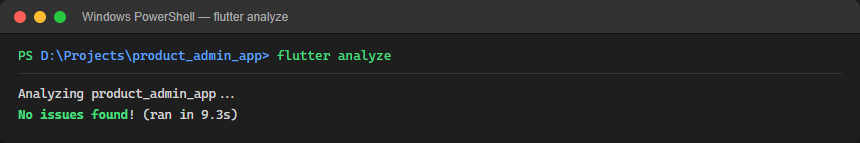 Windows PowerShell — flutter analyze
PS D:\Projects\product_admin_app> flutter analyze
Analyzing product_admin_app...
No issues found! (ran in 9.3s)